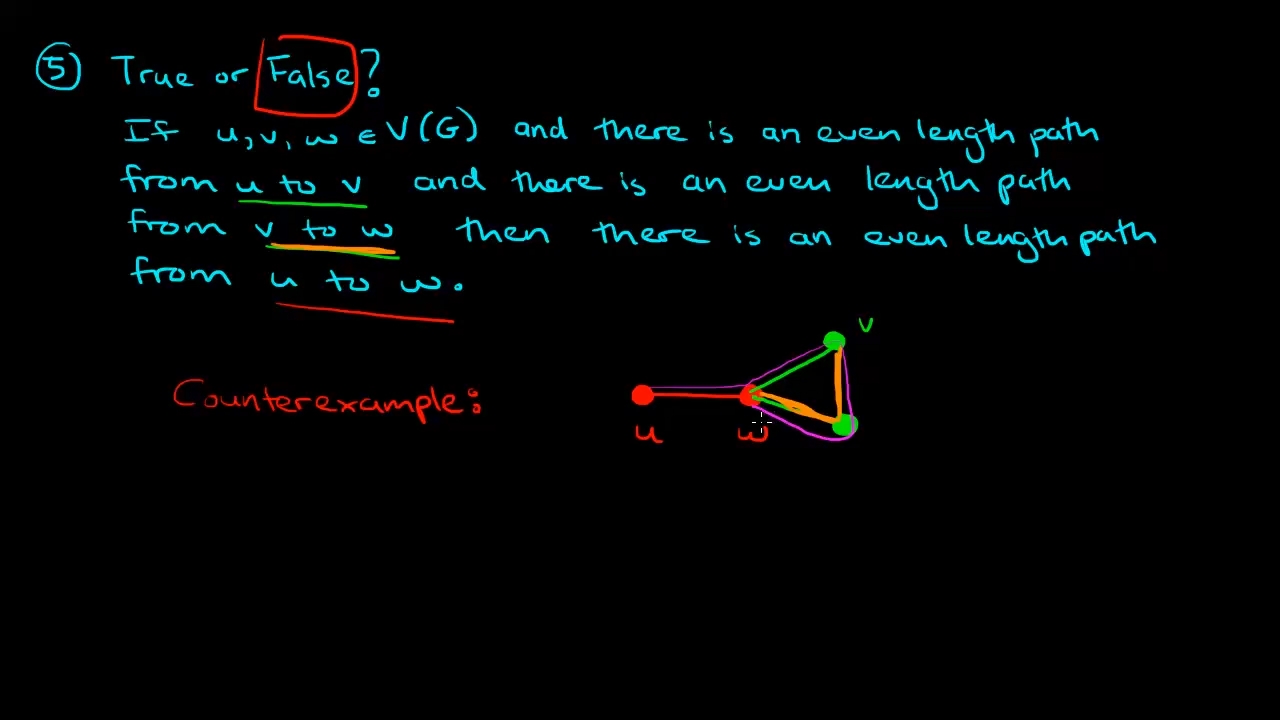 ⑤ True or False?
If u, v, w ∈ V(G) and there is an even length path
from u to v and there is an even length path
from v to w then there is an even length path
from u to w.
Counterexample:
v
u w